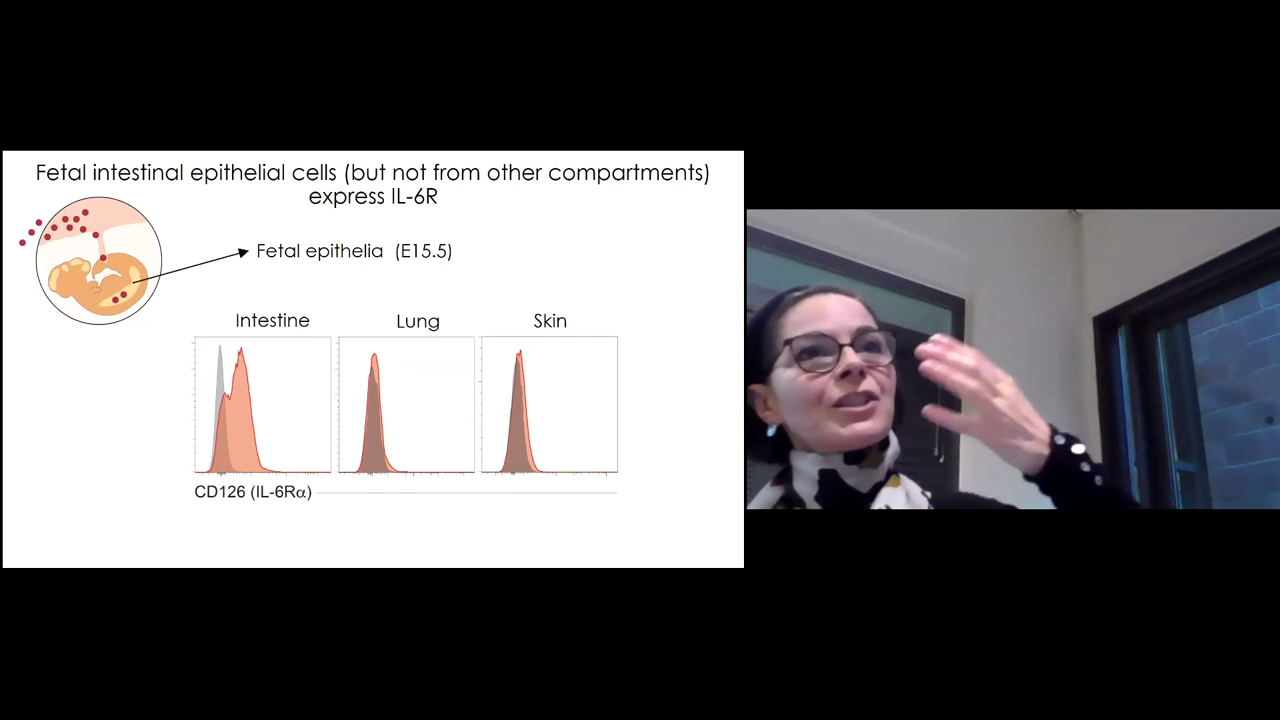 Fetal intestinal epithelial cells (but not from other compartments)
express IL-6R
Fetal epithelia (E15.5)
Intestine
Lung
Skin
CD126 (IL-6Rα)